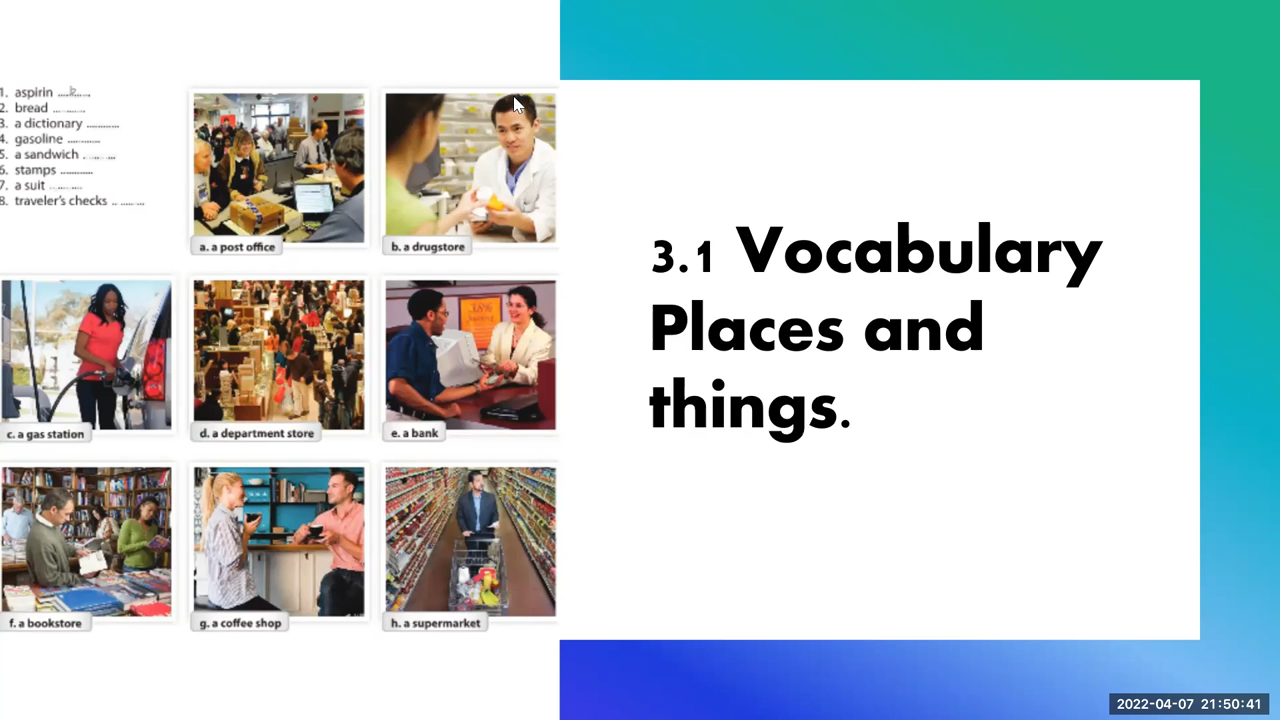 1. aspirin b
2. bread
3. a dictionary
4. gasoline
5. a sandwich
6. stamps
7. a suit
8. traveler's checks
a. a post office
b. a drugstore
c. a gas station
d. a department store
e. a bank
f. a bookstore
g. a coffee shop
h. a supermarket
3.1 Vocabulary
Places and
things.
2022-04-07 21:50:41